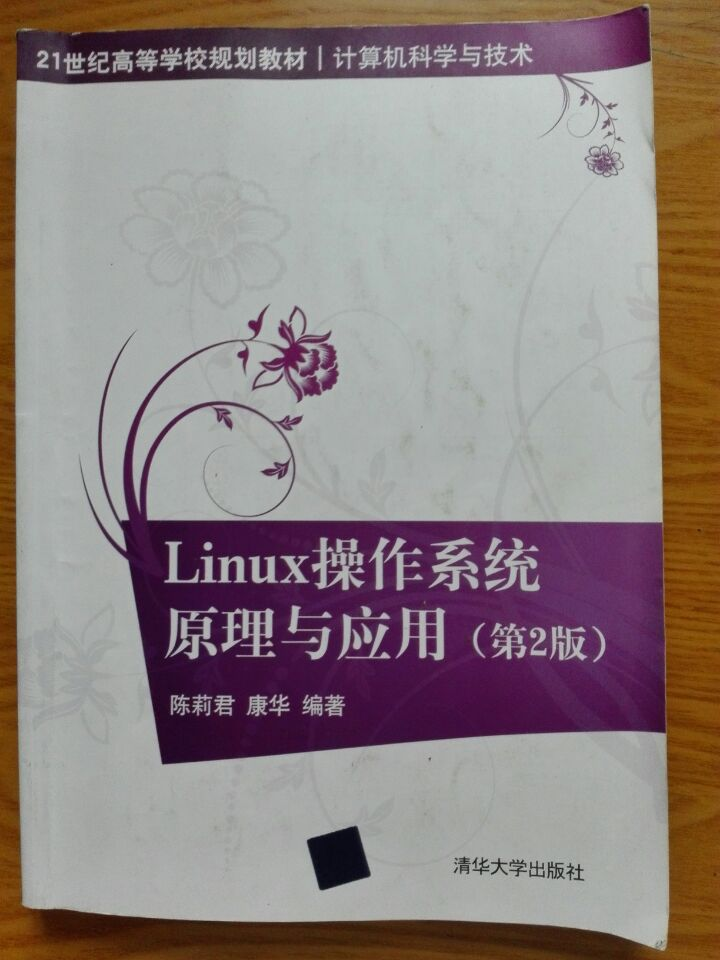 21世纪高等学校规划教材 | 计算机科学与技术
Linux操作系统
原理与应用（第2版）
陈莉君 康华 编著
清华大学出版社